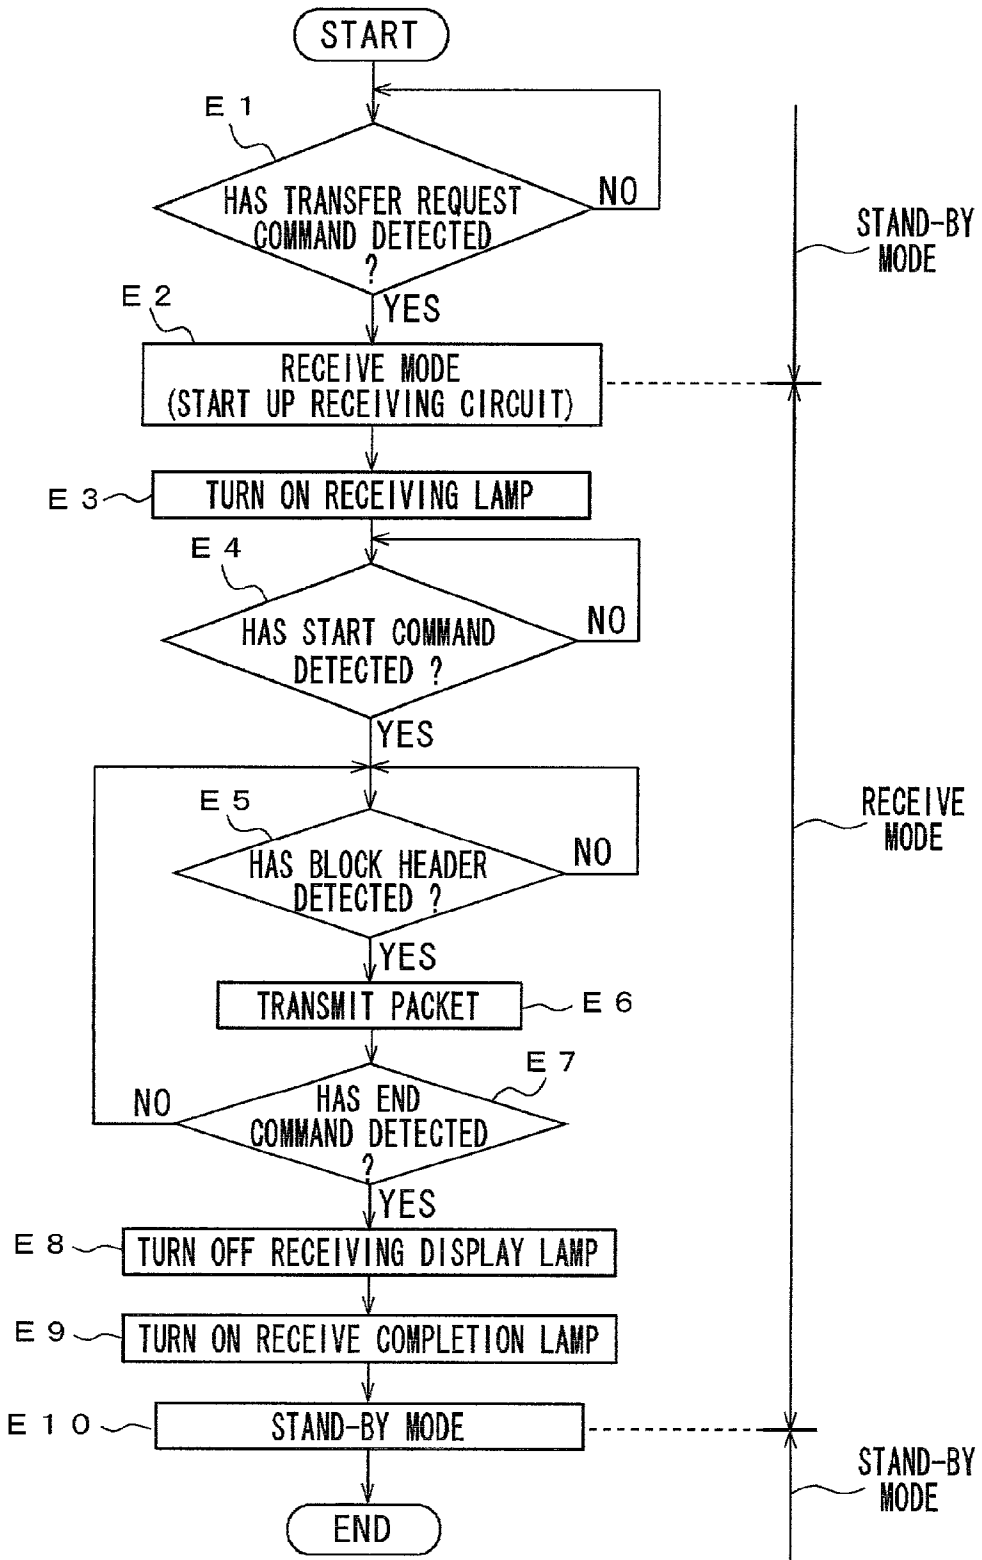 START
E 1
HAS TRANSFER REQUEST
COMMAND DETECTED
?
NO
STAND-BY
MODE
YES
E 2
RECEIVE MODE
(START UP RECEIVING CIRCUIT)
E 3
TURN ON RECEIVING LAMP
E 4
HAS START COMMAND
DETECTED ?
NO
YES
E 5
HAS BLOCK HEADER
DETECTED ?
NO
RECEIVE
MODE
YES
TRANSMIT PACKET
E 6
E 7
HAS END
COMMAND DETECTED
?
NO
YES
E 8
TURN OFF RECEIVING DISPLAY LAMP
E 9
TURN ON RECEIVE COMPLETION LAMP
E 1 0
STAND-BY MODE
STAND-BY
MODE
END